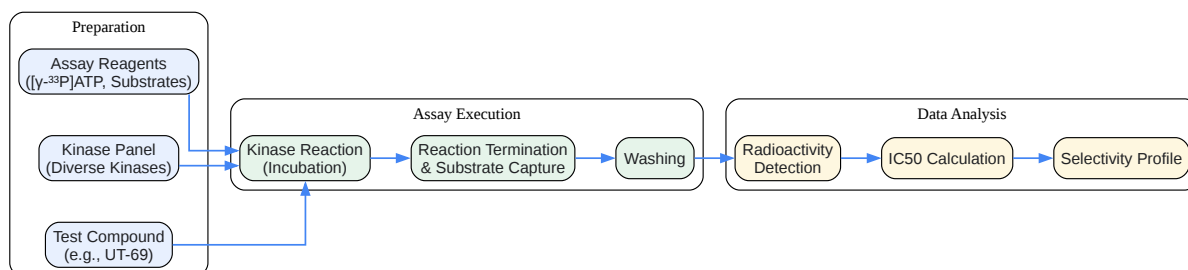 Preparation
Assay Reagents
([γ-³³P]ATP, Substrates)
Kinase Panel
(Diverse Kinases)
Test Compound
(e.g., UT-69)
Assay Execution
Kinase Reaction
(Incubation)
Reaction Termination
& Substrate Capture
Washing
Data Analysis
Radioactivity
Detection
IC50 Calculation
Selectivity Profile